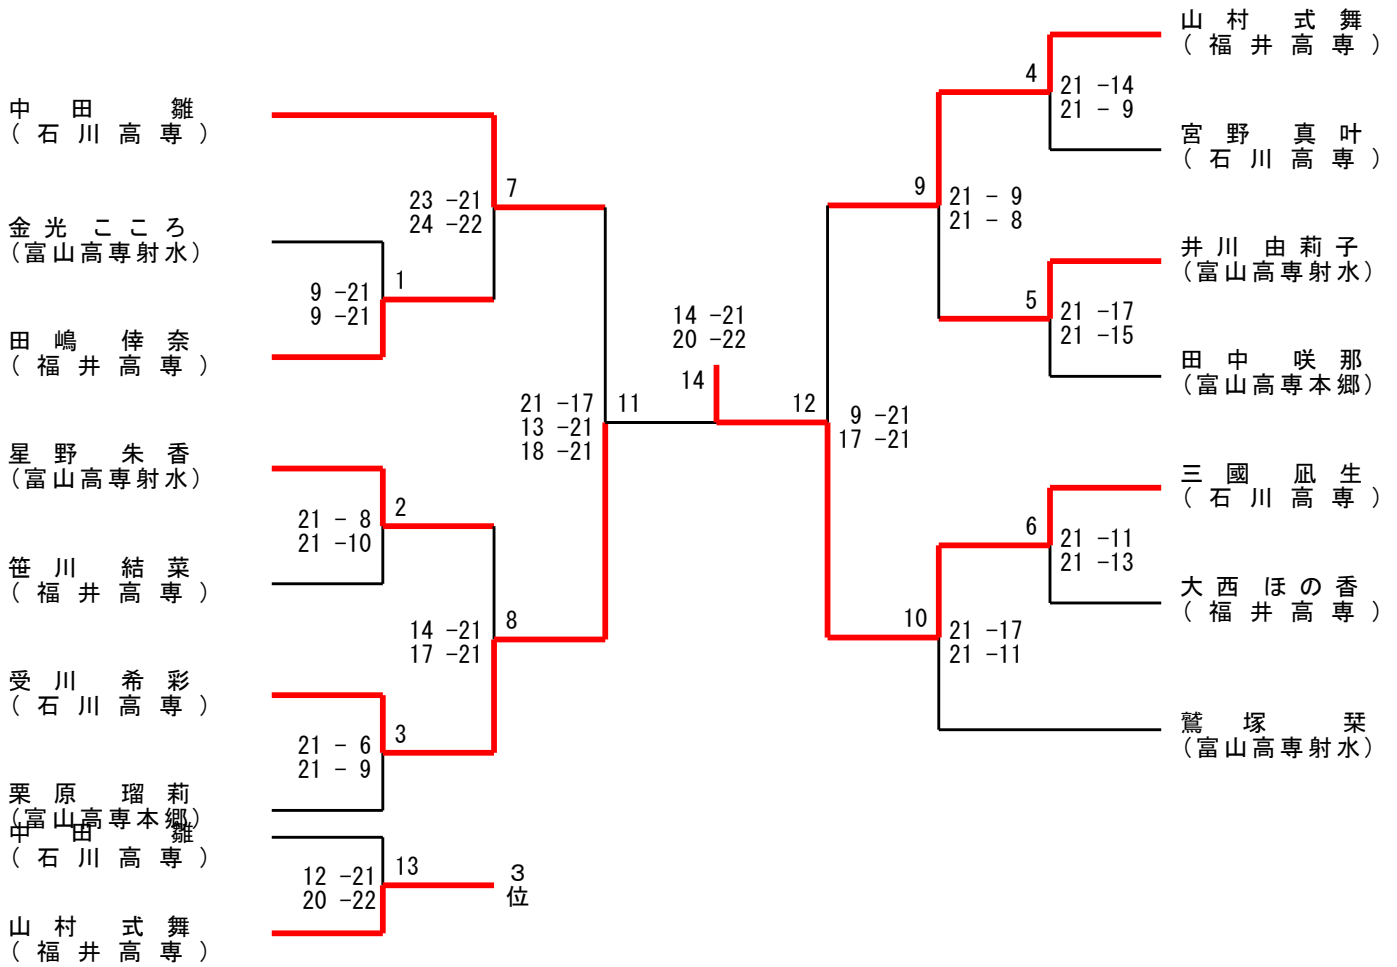 中田 雛
(石川高専)
金光 こころ
(富山高専射水)
田嶋 倖奈
(福井高専)
星野 朱香
(富山高専射水)
笹川 結菜
(福井高専)
受川 希彩
(石川高専)
栗原 瑠莉
(富山高専本郷)
中田 雛
(石川高専)
山村 式舞
(福井高専)
9 -21
9 -21
1
21 - 8
21 -10
2
21 - 6
21 - 9
3
12 -21
20 -22
13
3
位
23 -21
24 -22
7
14 -21
17 -21
8
21 -17
13 -21
18 -21
11
14 -21
20 -22
14
12
9 -21
17 -21
9
21 - 9
21 - 8
10
21 -17
21 -11
4
21 -14
21 - 9
5
21 -17
21 -15
6
21 -11
21 -13
山村 式舞
(福井高専)
宮野 真叶
(石川高専)
井川 由莉子
(富山高専射水)
田中 咲那
(富山高専本郷)
三國 凪生
(石川高専)
大西 ほの香
(福井高専)
鷲塚 栞
(富山高専射水)